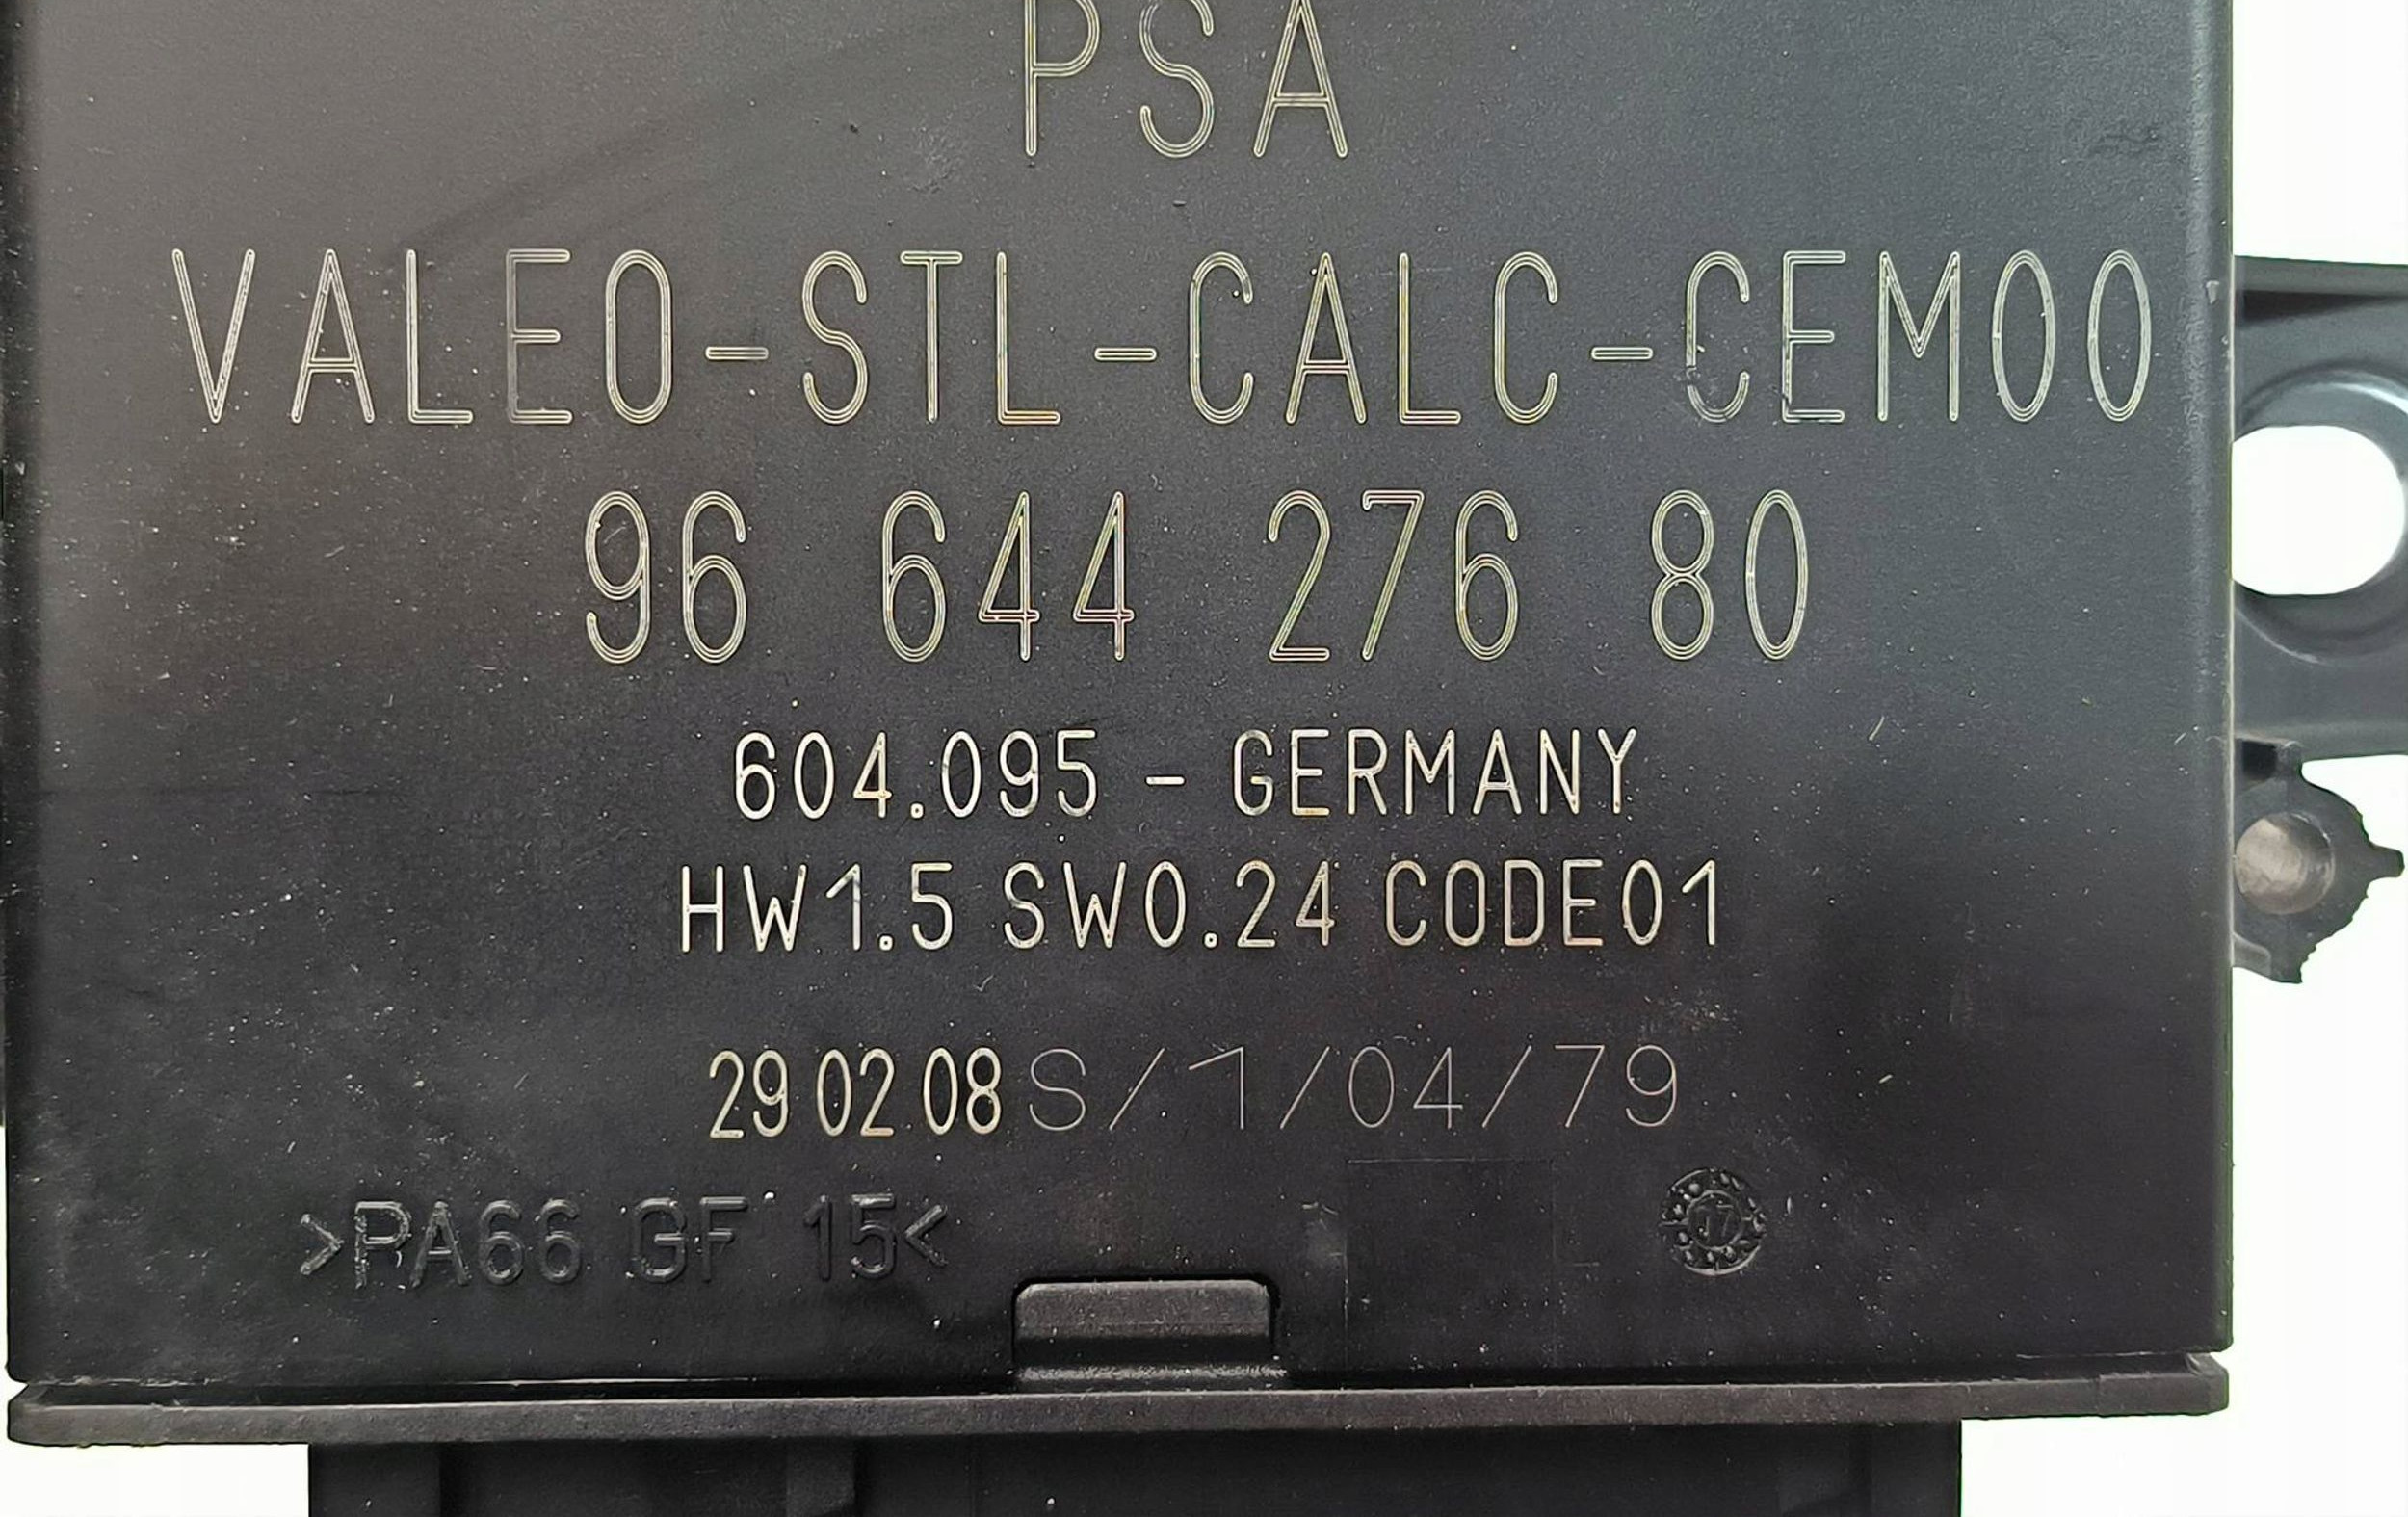 PSA
VALEO-STL-CALC-CEM00
96 644 276 80
604.095 - GERMANY
HW1.5 SW0.24 CODE01
29 02 08 S/1/04/79
>PA66 GF 15<